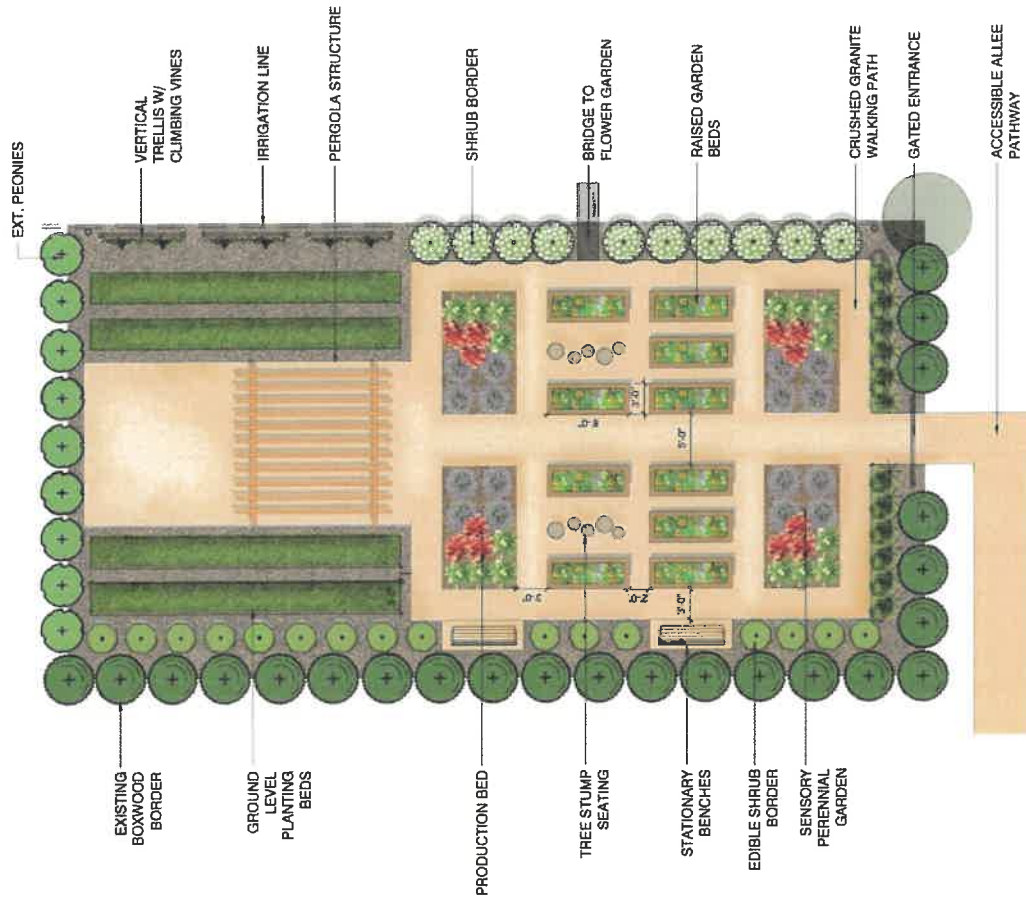 EXT. PEONIES
VERTICAL
TRELLIS W/
CLIMBING VINES
IRRIGATION LINE
PERGOLA STRUCTURE
SHRUB BORDER
BRIDGE TO
FLOWER GARDEN
RAISED GARDEN
BEDS
CRUSHED GRANITE
WALKING PATH
GATED ENTRANCE
ACCESSIBLE ALLEE
PATHWAY
8'-0"
3'-0"
5'-0"
3'-0"
2'-0"
3'-0"
EXISTING
BOXWOOD
BORDER
GROUND
LEVEL
PLANTING
BEDS
PRODUCTION BED
TREE STUMP
SEATING
STATIONARY
BENCHES
EDIBLE SHRUB
BORDER
SENSORY
PERENNIAL
GARDEN